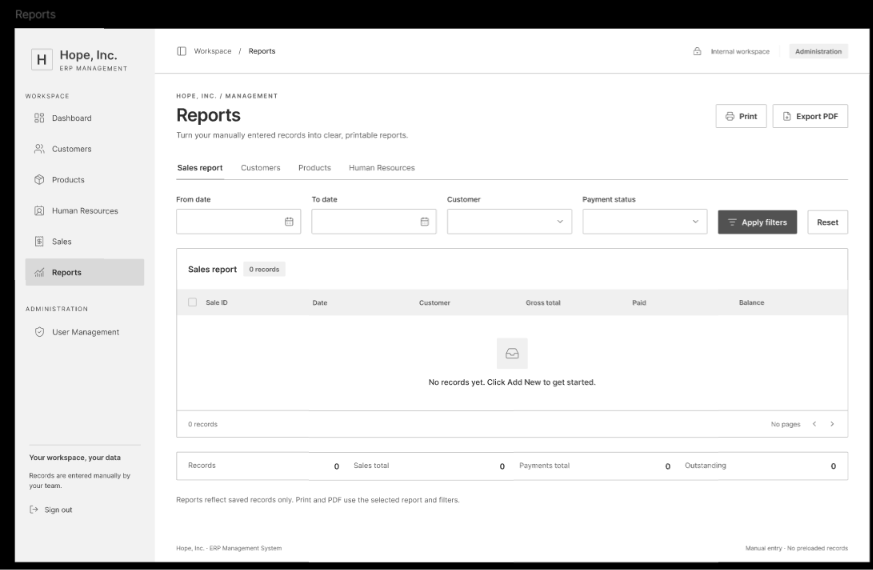 Reports
H
Hope, Inc.
ERP MANAGEMENT
WORKSPACE
Dashboard
Customers
Products
Human Resources
Sales
Reports
ADMINISTRATION
User Management
Your workspace, your data
Records are entered manually by
your team.
Sign out
Workspace / Reports
Internal workspace
Administration
HOPE, INC. / MANAGEMENT
Reports
Turn your manually entered records into clear, printable reports.
Print
Export PDF
Sales report Customers Products Human Resources
From date To date Customer Payment status
Apply filters
Reset
Sales report 0 records
Sale ID Date Customer Gross total Paid Balance
No records yet. Click Add New to get started.
0 records No pages
Records 0 Sales total 0 Payments total 0 Outstanding 0
Reports reflect saved records only. Print and PDF use the selected report and filters.
Hope, Inc. - ERP Management System Manual entry - No preloaded records